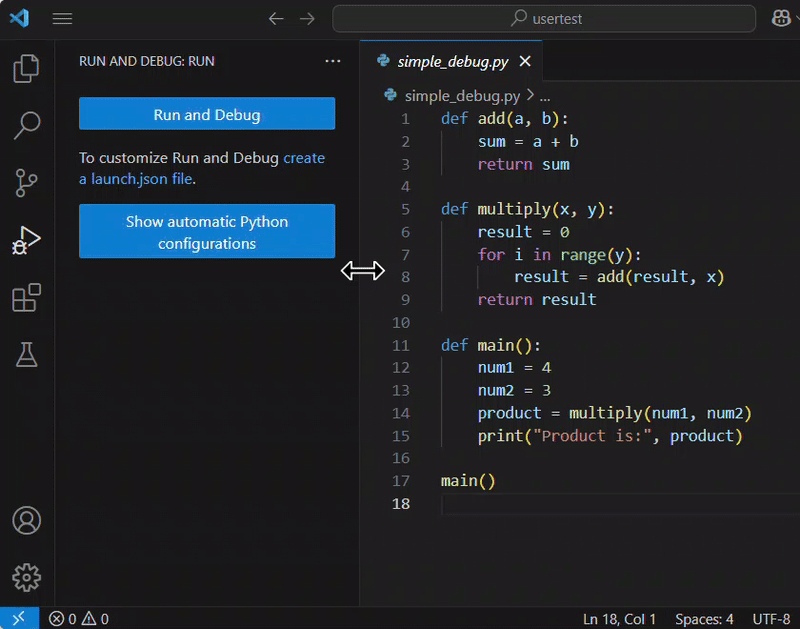 usertest
RUN AND DEBUG: RUN
Run and Debug
To customize Run and Debug create
a launch.json file.
Show automatic Python
configurations
simple_debug.py
simple_debug.py > ...
1 def add(a, b):
2     sum = a + b
3     return sum
4
5 def multiply(x, y):
6     result = 0
7     for i in range(y):
8         result = add(result, x)
9     return result
10
11 def main():
12     num1 = 4
13     num2 = 3
14     product = multiply(num1, num2)
15     print("Product is:", product)
16
17 main()
18
0 0
Ln 18, Col 1 Spaces: 4 UTF-8